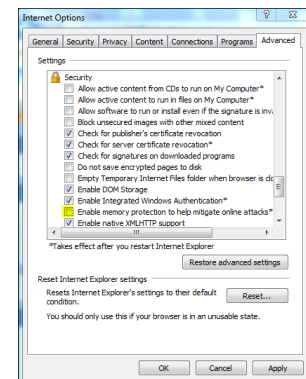 Internet Options
General Security Privacy Content Connections Programs Advanced
Settings
Security
Allow active content from CDs to run on My Computer*
Allow active content to run in files on My Computer*
Allow software to run or install even if the signature is inva
Block unsecured images with other mixed content
Check for publisher's certificate revocation
Check for server certificate revocation*
Check for signatures on downloaded programs
Do not save encrypted pages to disk
Empty Temporary Internet Files folder when browser is clo
Enable DOM Storage
Enable Integrated Windows Authentication*
Enable memory protection to help mitigate online attacks*
Enable native XMLHTTP support
*Takes effect after you restart Internet Explorer
Restore advanced settings
Reset Internet Explorer settings
Resets Internet Explorer's settings to their default
condition.
Reset...
You should only use this if your browser is in an unusable state.
OK Cancel Apply